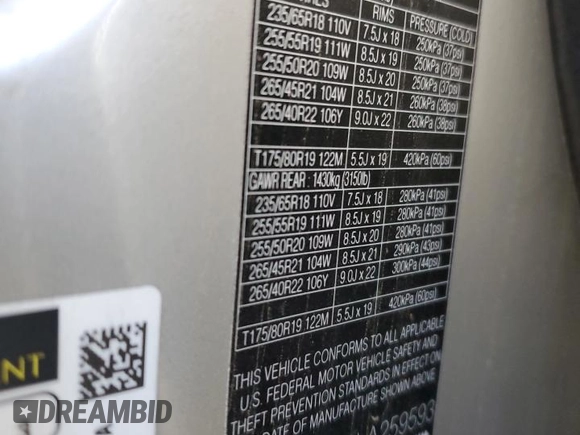 RIMS PRESSURE (COLD)
235/65R18 110V 7.5J x 18 250kPa (37psi)
255/55R19 111W 8.5J x 19 250kPa (37psi)
255/50R20 109W 8.5J x 20 250kPa (37psi)
265/45R21 104W 8.5J x 21 260kPa (38psi)
265/40R22 106Y 9.0J x 22 260kPa (38psi)
T175/80R19 122M 5.5J x 19 420kPa (60psi)
GAWR REAR : 1430kg (3150lb)
235/65R18 110V 7.5J x 18 280kPa (41psi)
255/55R19 111W 8.5J x 19 280kPa (41psi)
255/50R20 109W 8.5J x 20 280kPa (41psi)
265/45R21 104W 8.5J x 21 290kPa (43psi)
265/40R22 106Y 9.0J x 22 300kPa (44psi)
T175/80R19 122M 5.5J x 19 420kPa (60psi)
THIS VEHICLE CONFORMS TO ALL APPLICABLE
U.S. FEDERAL MOTOR VEHICLE SAFETY AND
THEFT PREVENTION STANDARDS IN EFFECT ON
DATE OF MANUFACTURE SHOWN ABOVE
A259593
ENT
DREAMBID